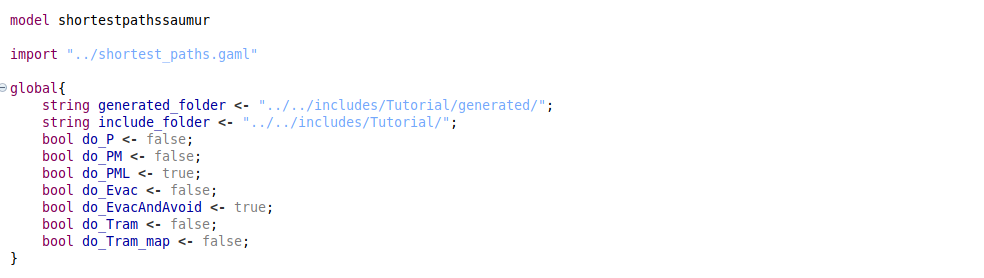 model shortestpathssaumur
import "../shortest_paths.gaml"
global{
string generated_folder <- "../../includes/Tutorial/generated/";
string include_folder <- "../../includes/Tutorial/";
bool do_P <- false;
bool do_PM <- false;
bool do_PML <- true;
bool do_Evac <- false;
bool do_EvacAndAvoid <- true;
bool do_Tram <- false;
bool do_Tram_map <- false;
}